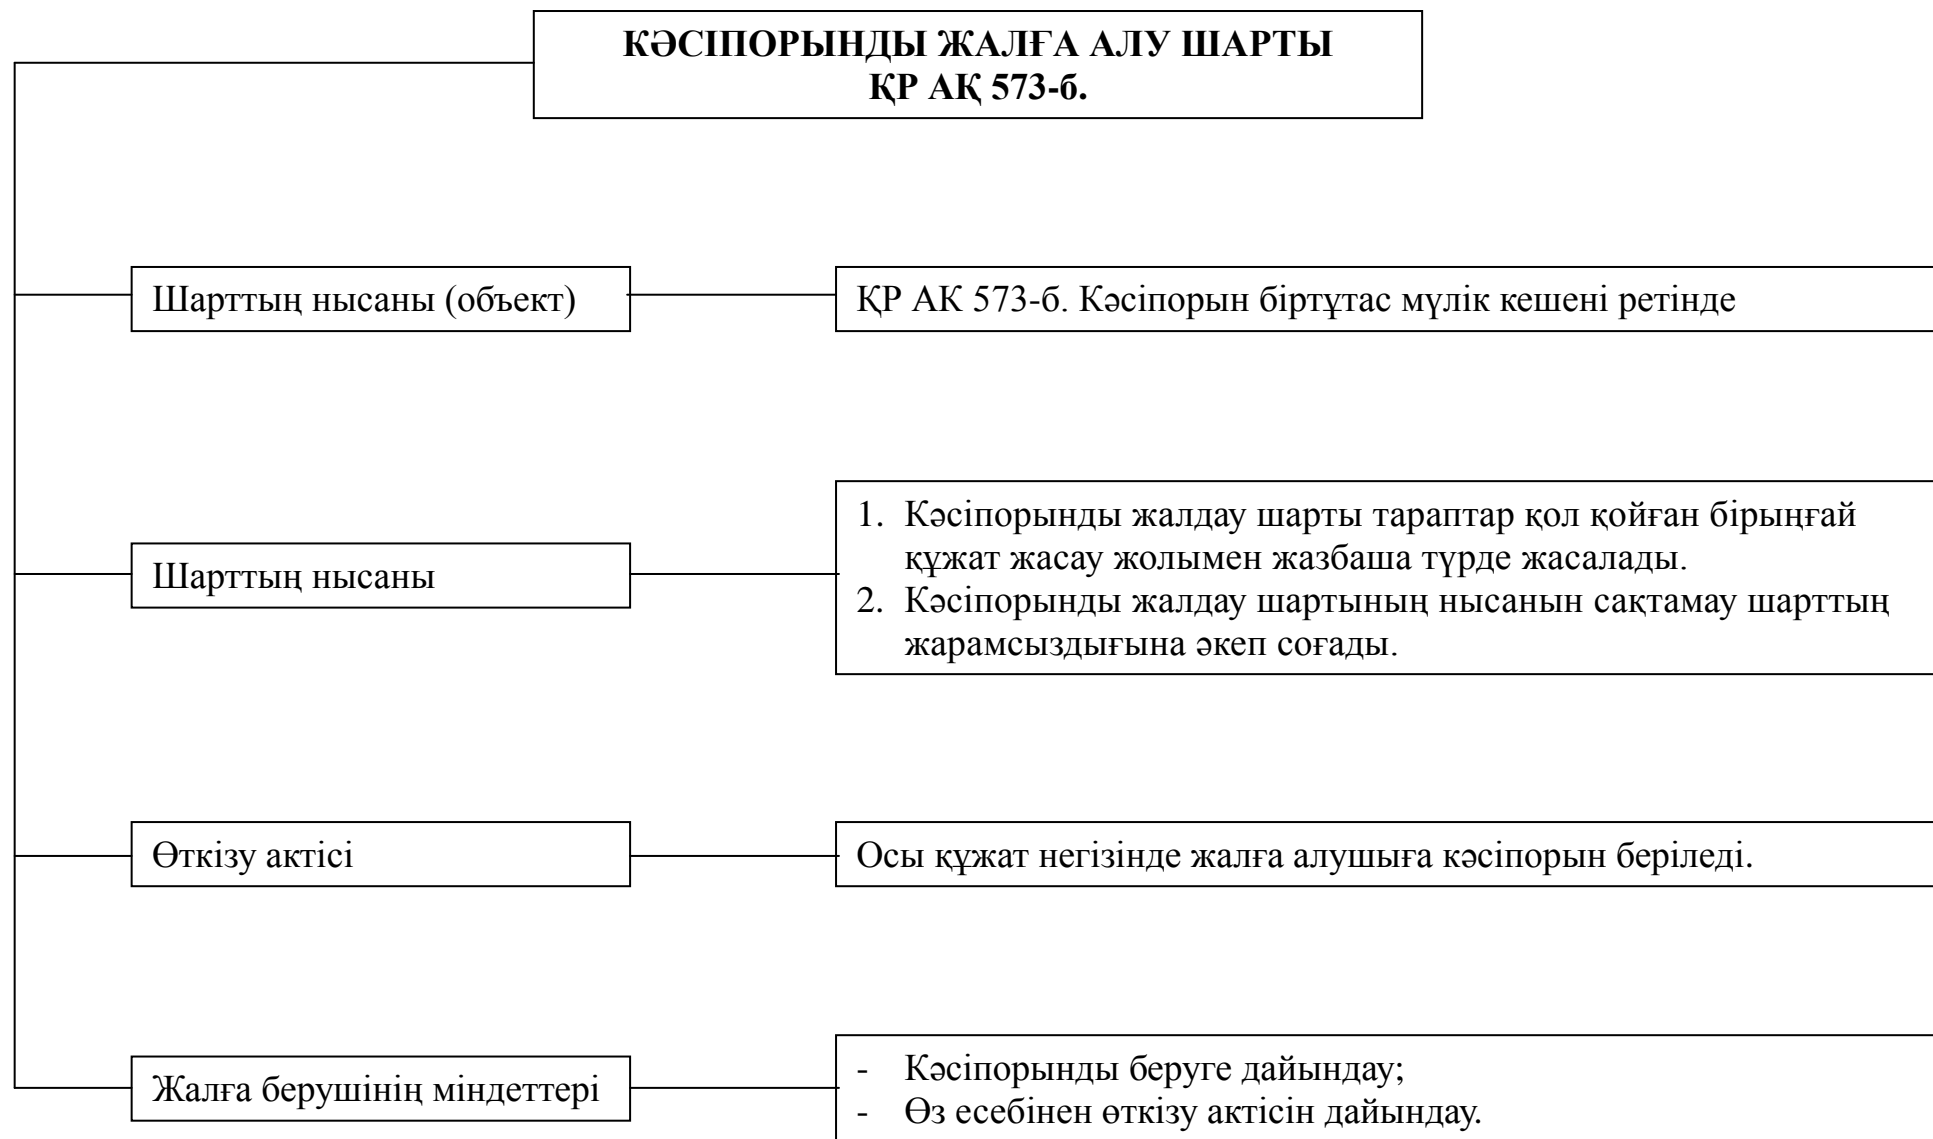 КӘСІПОРЫНДЫ ЖАЛҒА АЛУ ШАРТЫ
ҚР АҚ 573-б.
Шарттың нысаны (объект)
ҚР АК 573-б. Кәсіпорын біртұтас мүлік кешені ретінде
Шарттың нысаны
1. Кәсіпорынды жалдау шарты тараптар қол қойған бірыңғай
құжат жасау жолымен жазбаша түрде жасалады.
2. Кәсіпорынды жалдау шартының нысанын сақтамау шарттың
жарамсыздығына әкеп соғады.
Өткізу актісі
Осы құжат негізінде жалға алушыға кәсіпорын беріледі.
Жалға берушінің міндеттері
- Кәсіпорынды беруге дайындау;
- Өз есебінен өткізу актісін дайындау.